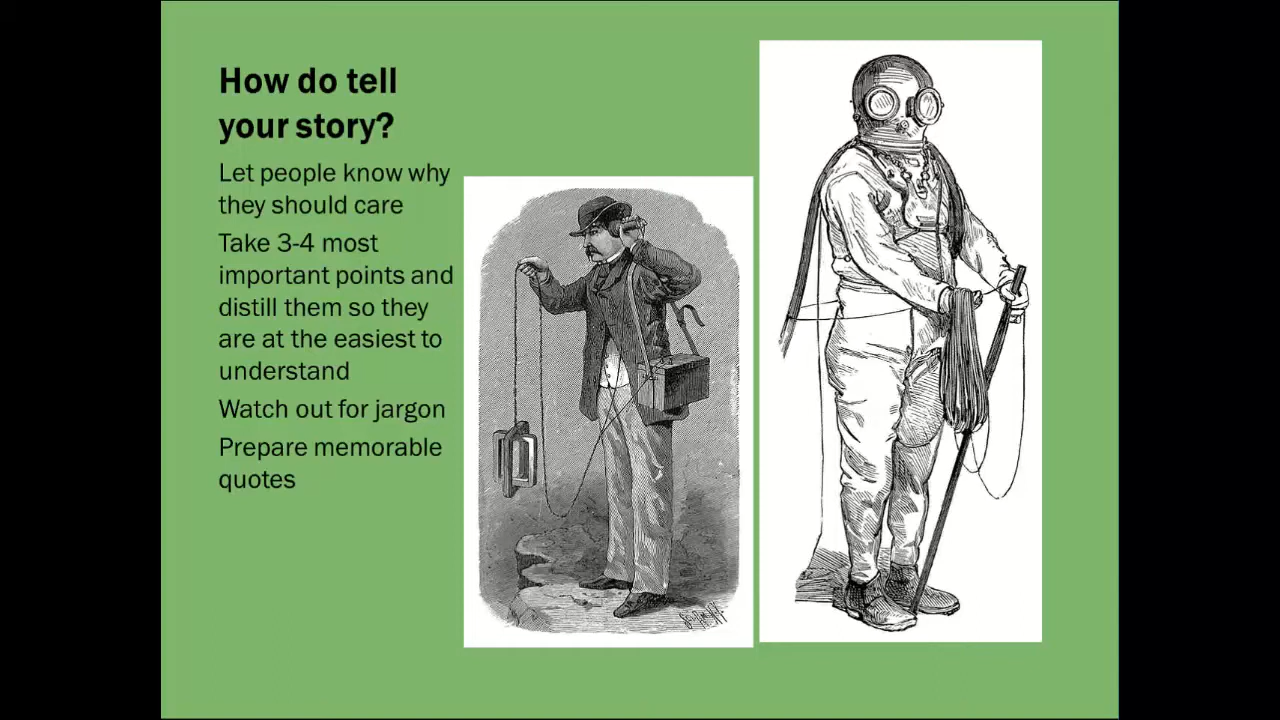 How do tell
your story?
Let people know why
they should care
Take 3-4 most
important points and
distill them so they
are at the easiest to
understand
Watch out for jargon
Prepare memorable
quotes